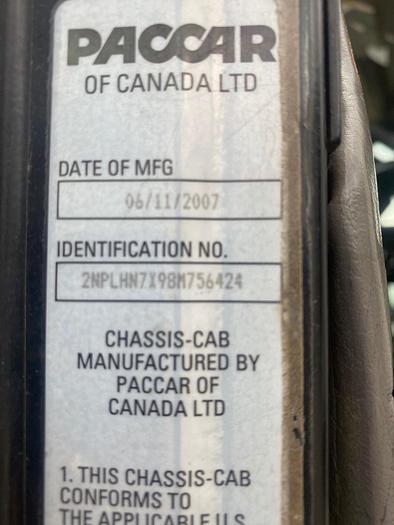 PACCAR
OF CANADA LTD
DATE OF MFG
06/11/2007
IDENTIFICATION NO.
2NPLHN7X98M756424
CHASSIS-CAB
MANUFACTURED BY
PACCAR OF
CANADA LTD
1. THIS CHASSIS-CAB
CONFORMS TO
THE APPLICABLE U.S.